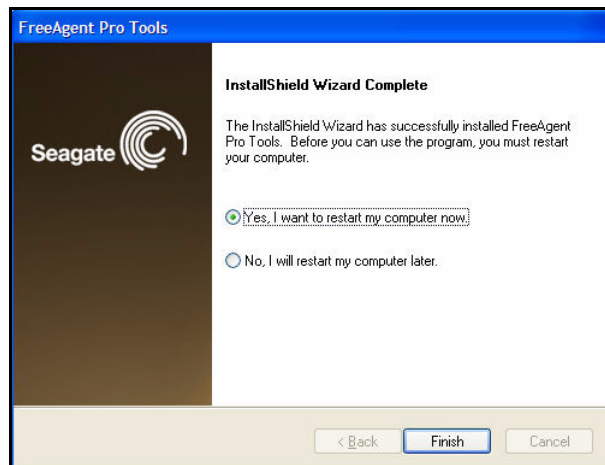 FreeAgent Pro Tools
Seagate
InstallShield Wizard Complete
The InstallShield Wizard has successfully installed FreeAgent
Pro Tools. Before you can use the program, you must restart
your computer.
Yes, I want to restart my computer now.
No, I will restart my computer later.
< Back
Finish
Cancel